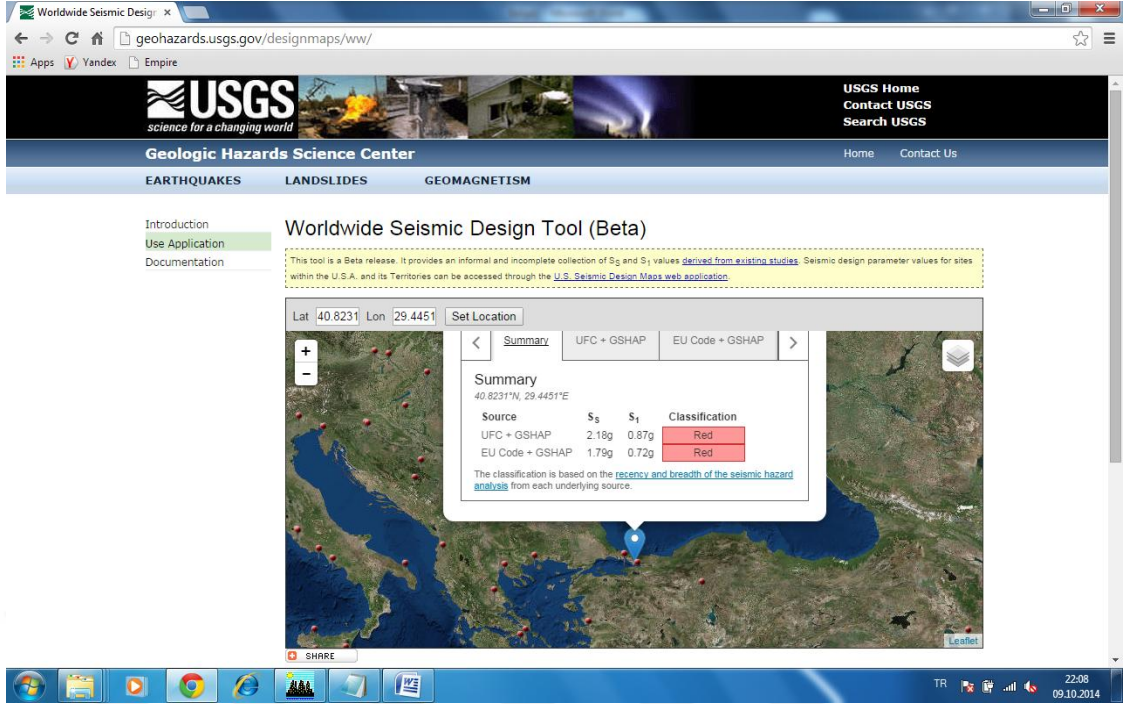 Worldwide Seismic Desigr ×
geohazards.usgs.gov/designmaps/ww/
Apps Yandex Empire
USGS
science for a changing world
USGS Home
Contact USGS
Search USGS
Geologic Hazards Science Center
Home Contact Us
EARTHQUAKES LANDSLIDES GEOMAGNETISM
Introduction
Use Application
Documentation
Worldwide Seismic Design Tool (Beta)
This tool is a Beta release. It provides an informal and incomplete collection of SS and S1 values derived from existing studies. Seismic design parameter values for sites
within the U.S.A. and its Territories can be accessed through the U.S. Seismic Design Maps web application.
Lat 40.8231 Lon 29.4451 Set Location
+
−
Summary UFC + GSHAP EU Code + GSHAP
Summary
40.8231°N, 29.4451°E
Source SS S1 Classification
UFC + GSHAP 2.18g 0.87g Red
EU Code + GSHAP 1.79g 0.72g Red
The classification is based on the recency and breadth of the seismic hazard
analysis from each underlying source.
Leaflet
SHARE
TR
22:08
09.10.2014